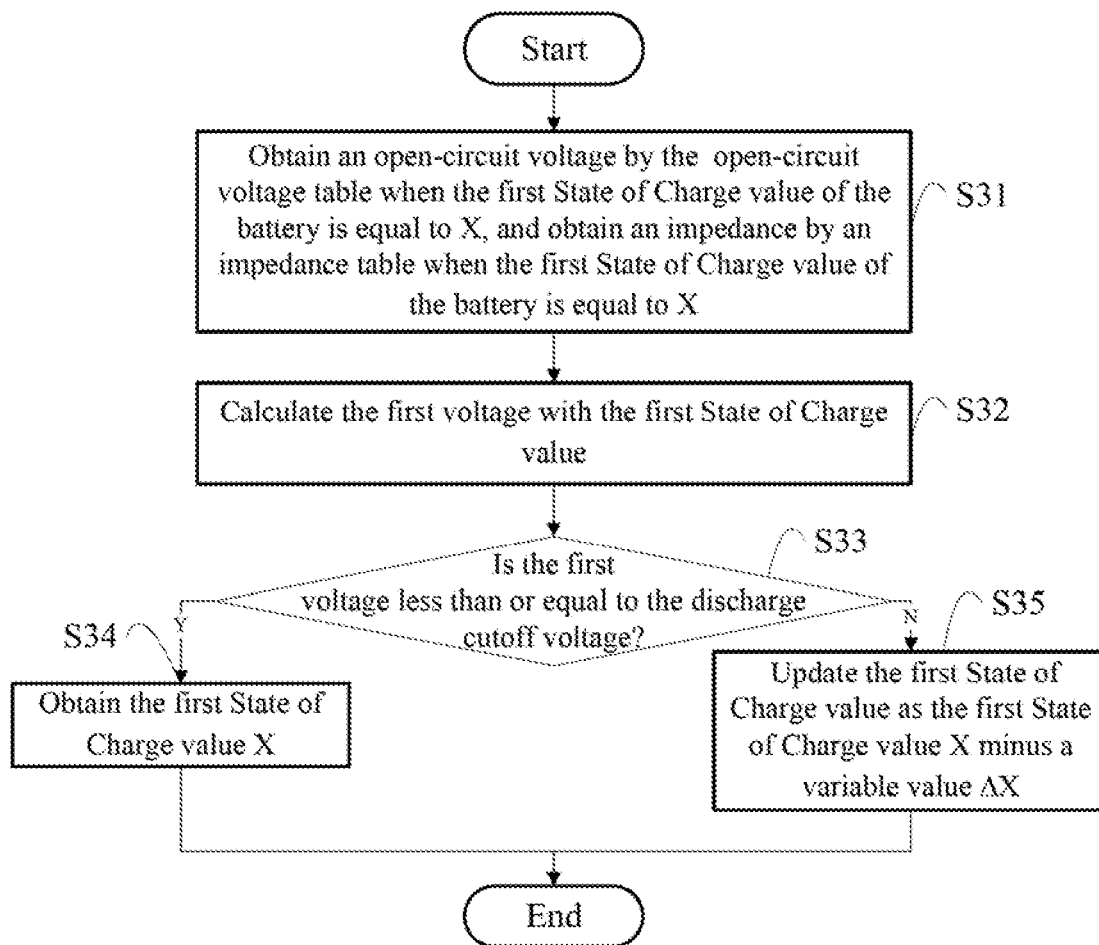 Start
Obtain an open-circuit voltage by the open-circuit
voltage table when the first State of Charge value of the
battery is equal to X, and obtain an impedance by an
impedance table when the first State of Charge value of
the battery is equal to X
S31
Calculate the first voltage with the first State of Charge
value
S32
Is the first
voltage less than or equal to the discharge
cutoff voltage?
S33
Y
N
S34
Obtain the first State of
Charge value X
S35
Update the first State of
Charge value as the first State
of Charge value X minus a
variable value ΔX
End